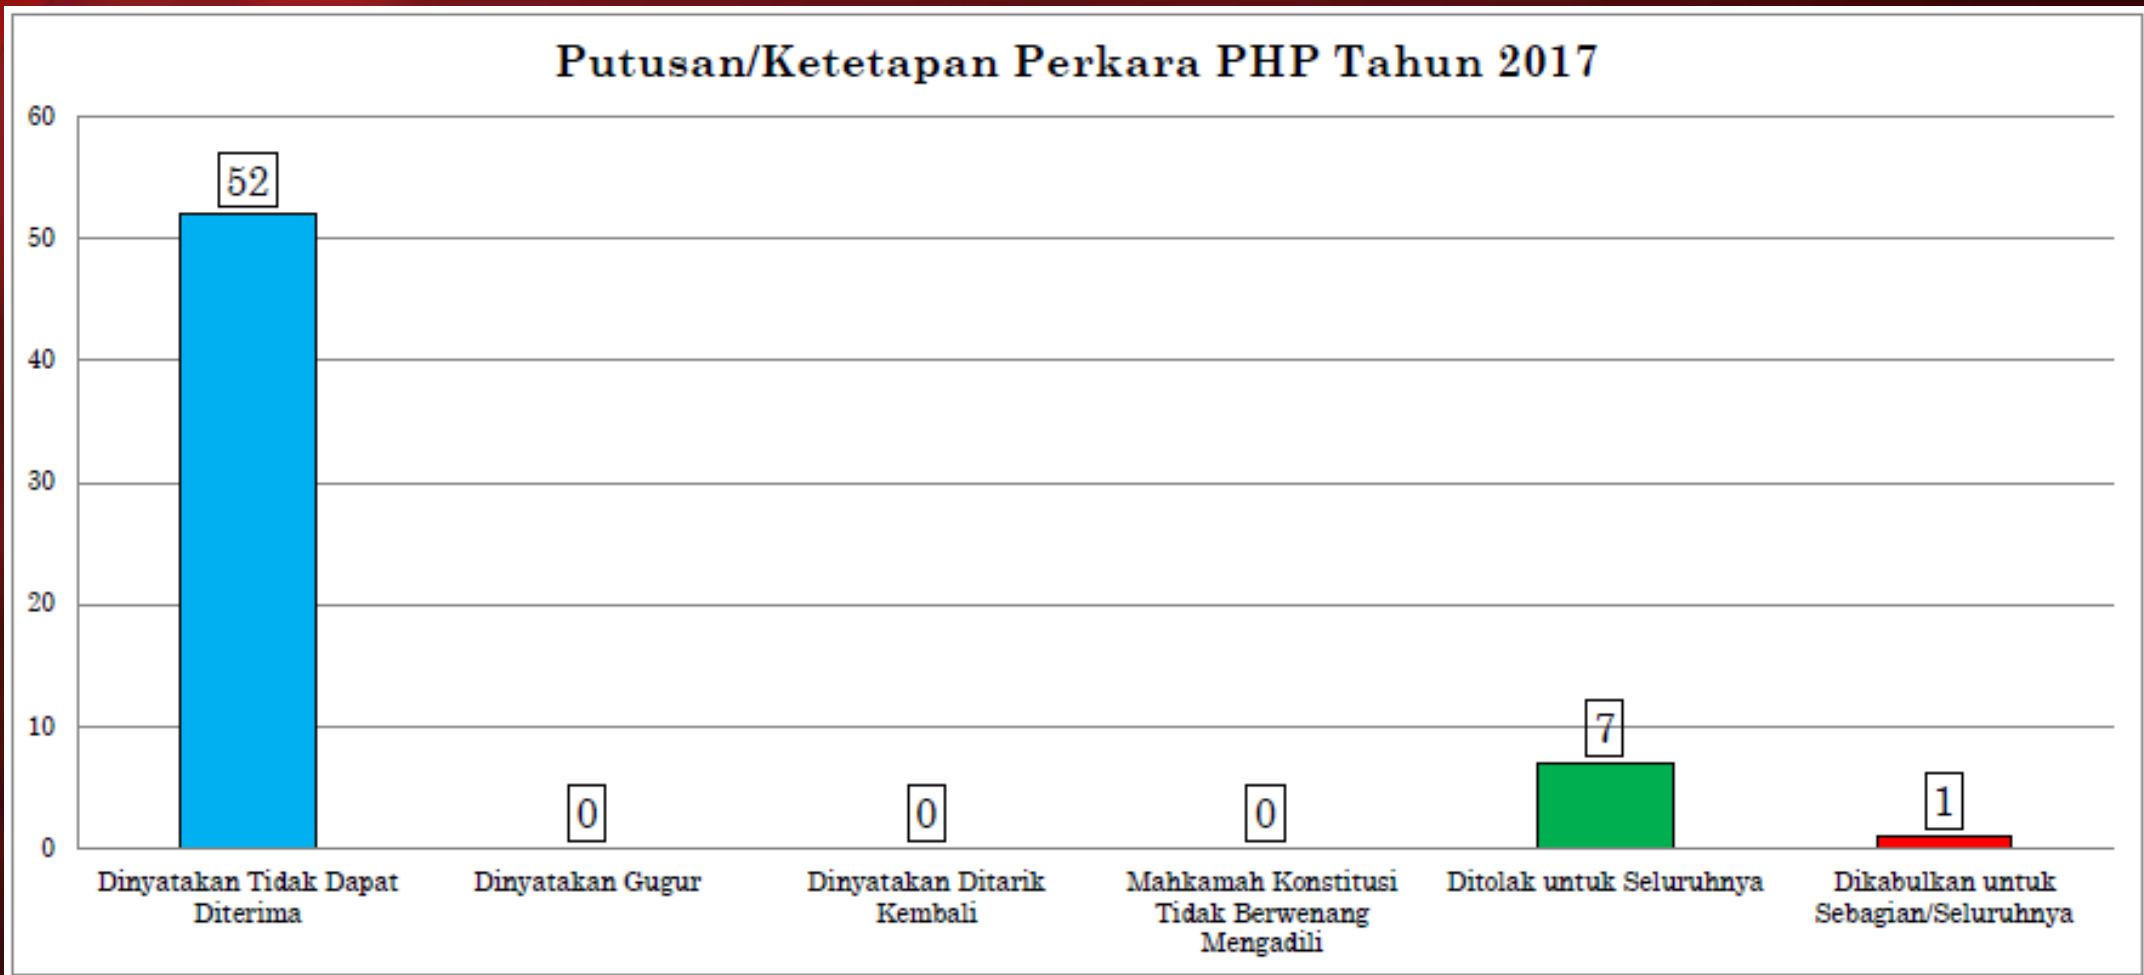 Putusan/Ketetapan Perkara PHP Tahun 2017
60
50
40
30
20
10
0
52
0
0
0
7
1
Dinyatakan Tidak Dapat
Diterima
Dinyatakan Gugur
Dinyatakan Ditarik
Kembali
Mahkamah Konstitusi
Tidak Berwenang
Mengadili
Ditolak untuk Seluruhnya
Dikabulkan untuk
Sebagian/Seluruhnya